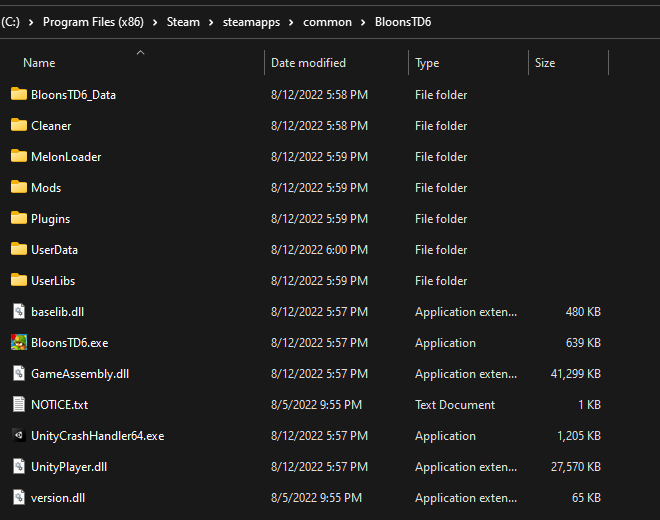 (C:) > Program Files (x86) > Steam > steamapps > common > BloonsTD6
Name Date modified Type Size
BloonsTD6_Data 8/12/2022 5:58 PM File folder
Cleaner 8/12/2022 5:58 PM File folder
MelonLoader 8/12/2022 5:59 PM File folder
Mods 8/12/2022 5:59 PM File folder
Plugins 8/12/2022 5:59 PM File folder
UserData 8/12/2022 6:00 PM File folder
UserLibs 8/12/2022 5:59 PM File folder
baselib.dll 8/12/2022 5:57 PM Application exten... 480 KB
BloonsTD6.exe 8/12/2022 5:57 PM Application 639 KB
GameAssembly.dll 8/12/2022 5:57 PM Application exten... 41,299 KB
NOTICE.txt 8/5/2022 9:55 PM Text Document 1 KB
UnityCrashHandler64.exe 8/12/2022 5:57 PM Application 1,205 KB
UnityPlayer.dll 8/12/2022 5:57 PM Application exten... 27,570 KB
version.dll 8/5/2022 9:55 PM Application exten... 65 KB